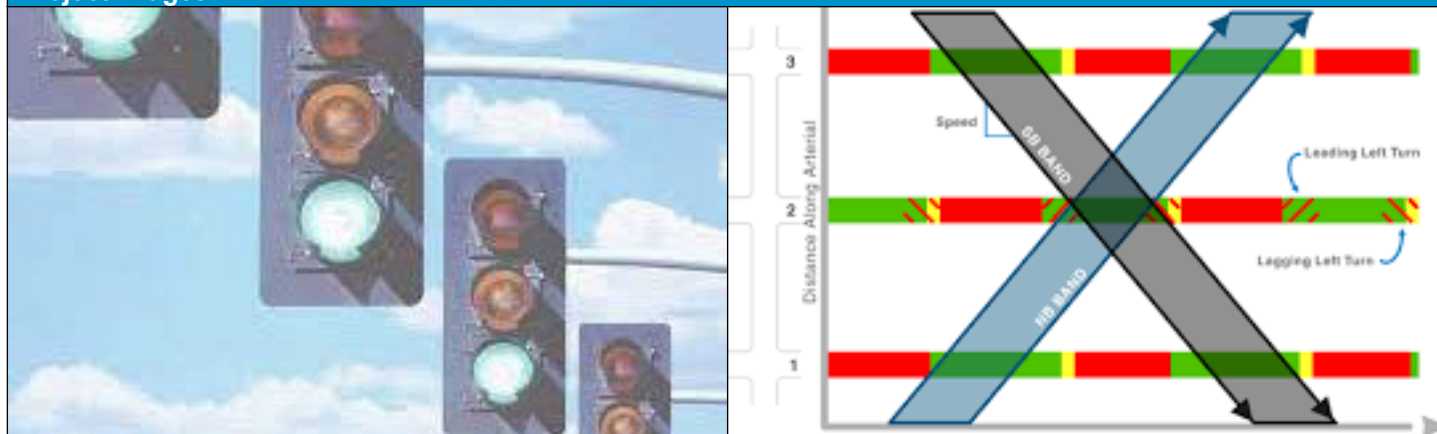 3
Speed
SB BAND
Leading Left Turn
Distance Along Arterial
2
Lagging Left Turn
NB BAND
1